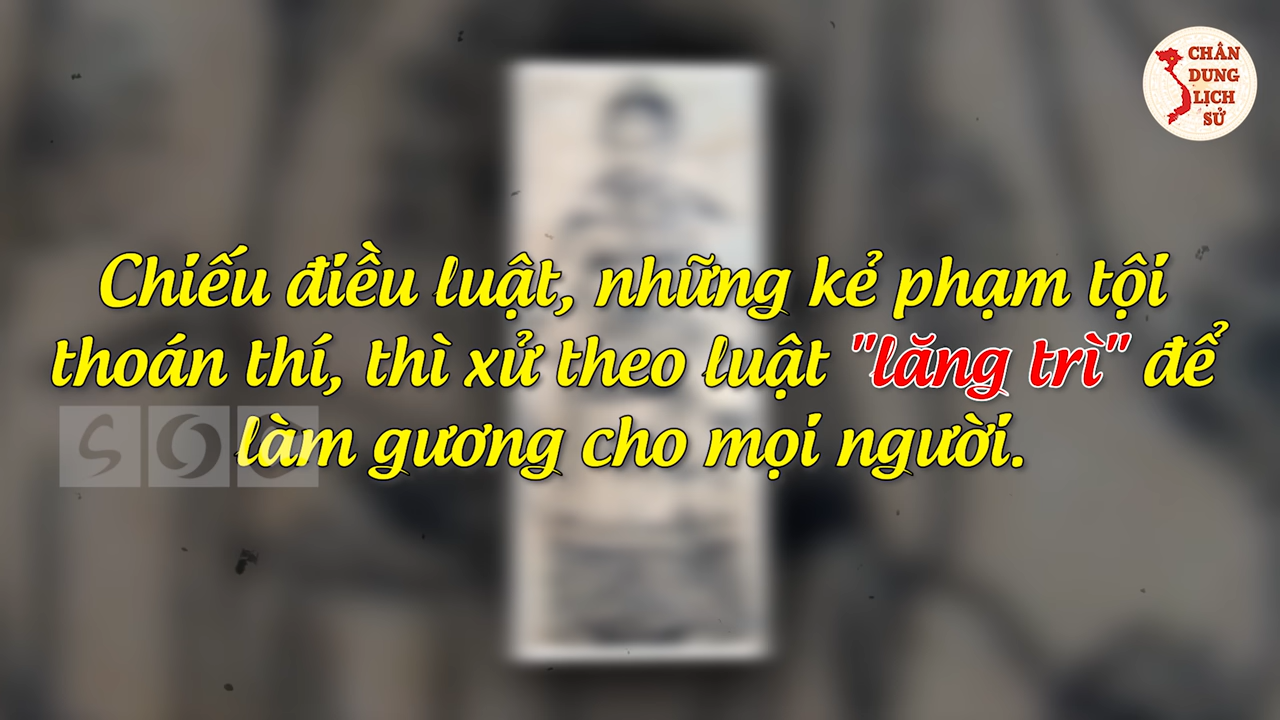 CHÂN
DUNG
LỊCH
SỬ
Chiếu điều luật, những kẻ phạm tội
thoán thí, thì xử theo luật "lăng trì" để
làm gương cho mọi người.